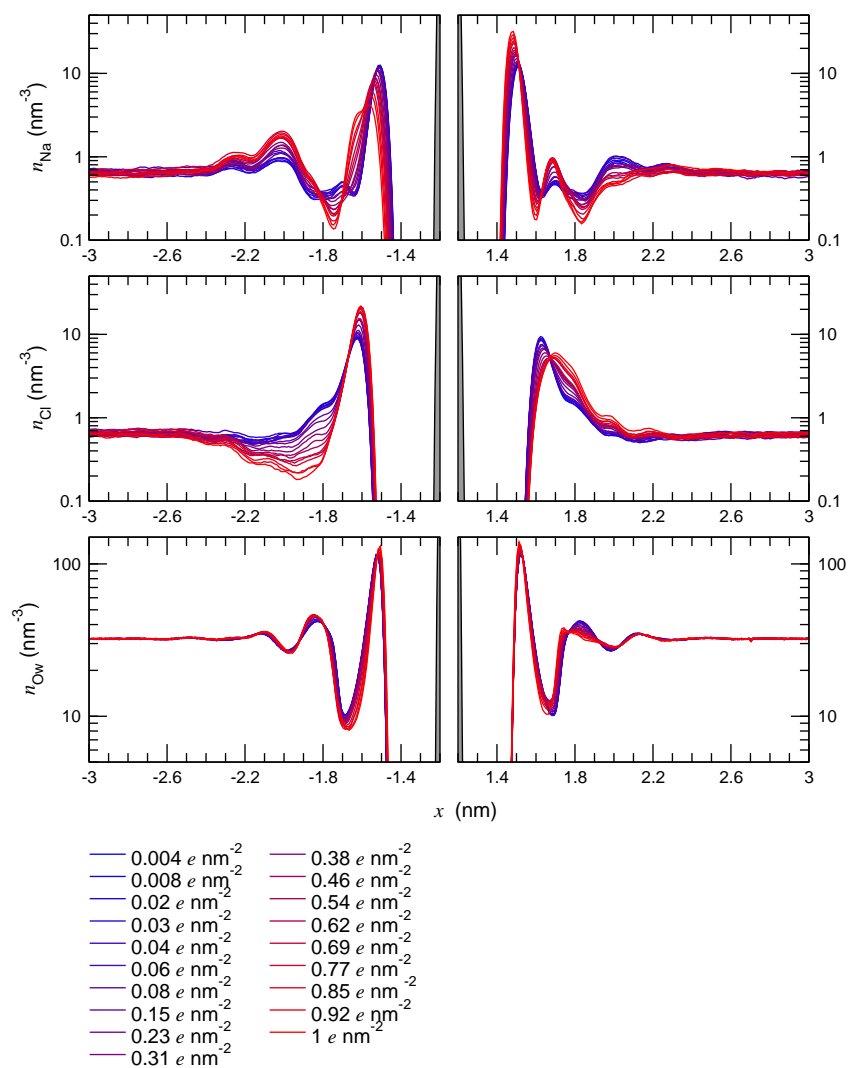 10
1
0.1
n_Na (nm⁻³)
10
1
0.1
-3 -2.6 -2.2 -1.8 -1.4 1.4 1.8 2.2 2.6 3
10
1
0.1
n_Cl (nm⁻³)
10
1
0.1
-3 -2.6 -2.2 -1.8 -1.4 1.4 1.8 2.2 2.6 3
100
10
n_Ow (nm⁻³)
100
10
-3 -2.6 -2.2 -1.8 -1.4 1.4 1.8 2.2 2.6 3
x (nm)
0.004 e nm⁻²
0.008 e nm⁻²
0.02 e nm⁻²
0.03 e nm⁻²
0.04 e nm⁻²
0.06 e nm⁻²
0.08 e nm⁻²
0.15 e nm⁻²
0.23 e nm⁻²
0.31 e nm⁻²
0.38 e nm⁻²
0.46 e nm⁻²
0.54 e nm⁻²
0.62 e nm⁻²
0.69 e nm⁻²
0.77 e nm⁻²
0.85 e nm⁻²
0.92 e nm⁻²
1 e nm⁻²